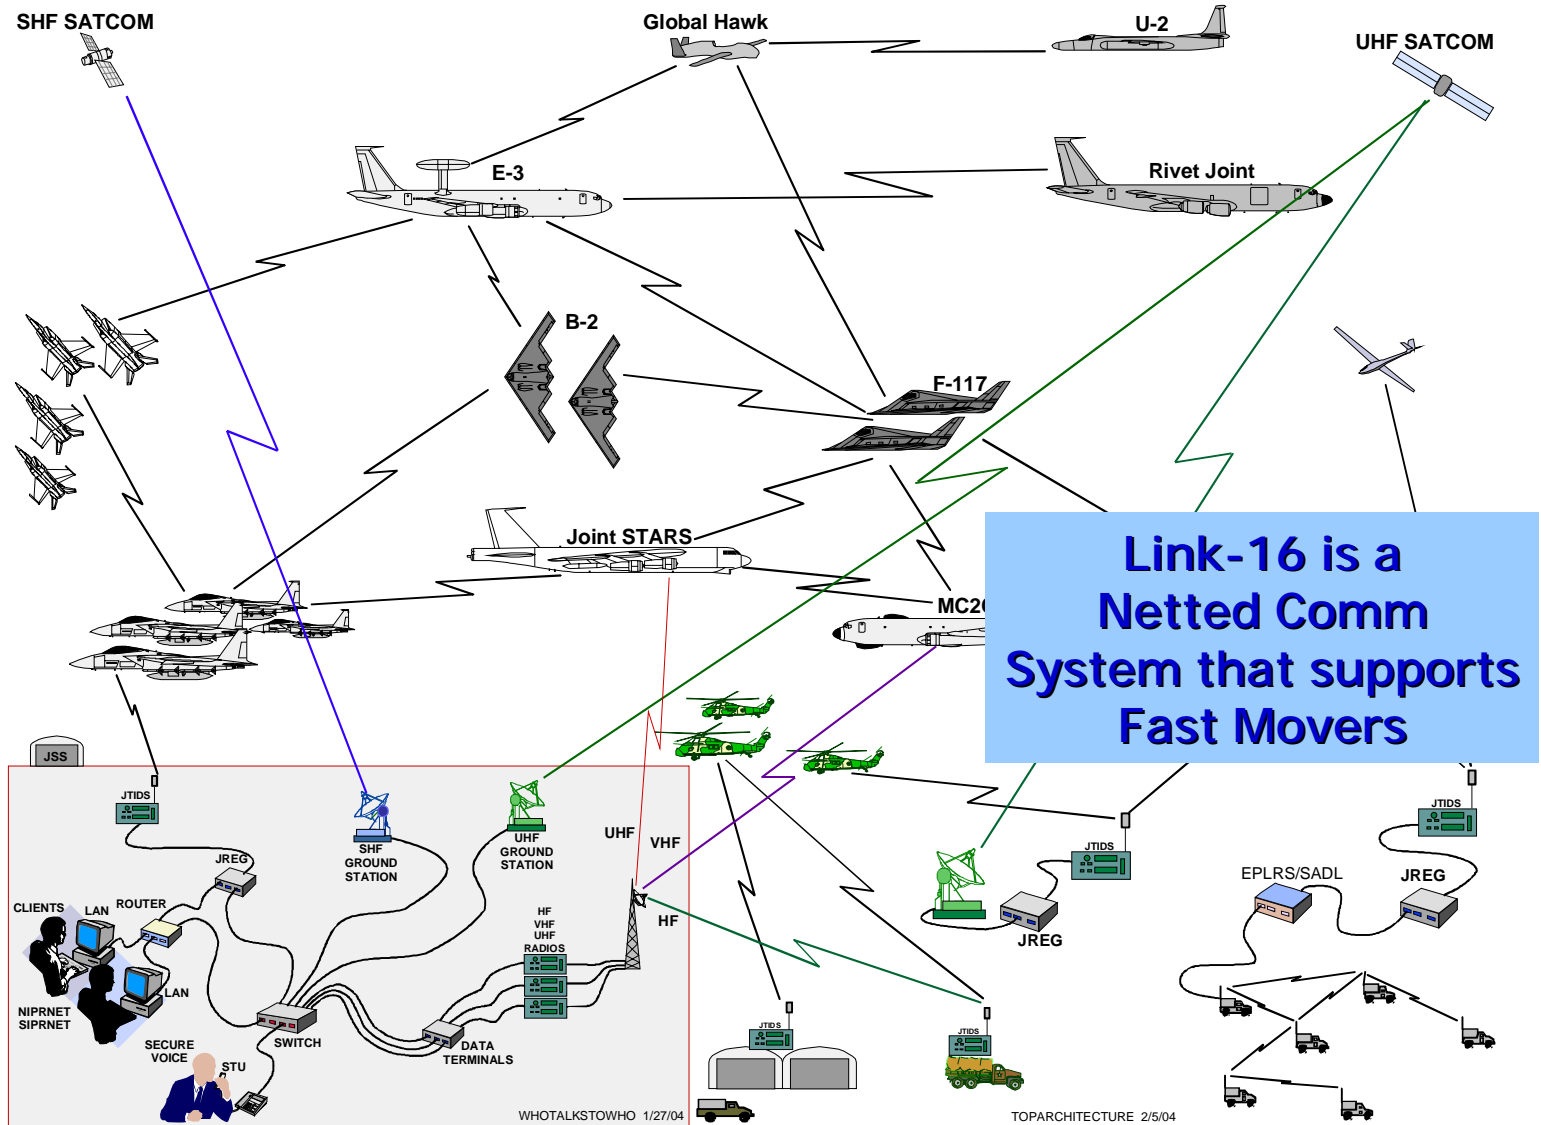 SHF SATCOM
Global Hawk
U-2
UHF SATCOM
E-3
Rivet Joint
B-2
F-117
Joint STARS
Link-16 is a
Netted Comm
System that supports
Fast Movers
JSS
JTIDS
UHF
VHF
SHF
GROUND
STATION
UHF
GROUND
STATION
JTIDS
JTIDS
JREG
EPLRS/SADL
JREG
CLIENTS
LAN
ROUTER
HF
VHF
UHF
RADIOS
HF
JREG
LAN
NIPRNET
SIPRNET
SWITCH
DATA
TERMINALS
JTIDS
JTIDS
SECURE
VOICE
STU
WHOTALKSTOWHO 1/27/04
TOPARCHITECTURE 2/5/04